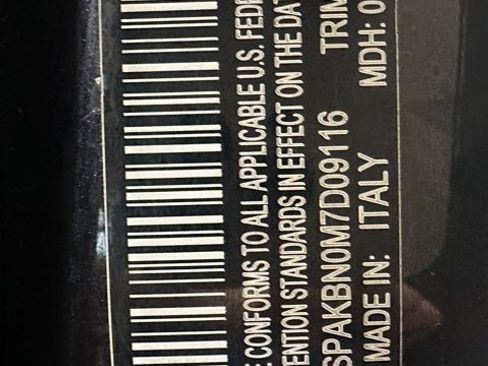 E CONFORMS TO ALL APPLICABLE U.S. FEDE
ENTION STANDARDS IN EFFECT ON THE DAT
SPAKBN0M7D09116 TRIM
MADE IN: ITALY MDH: 0